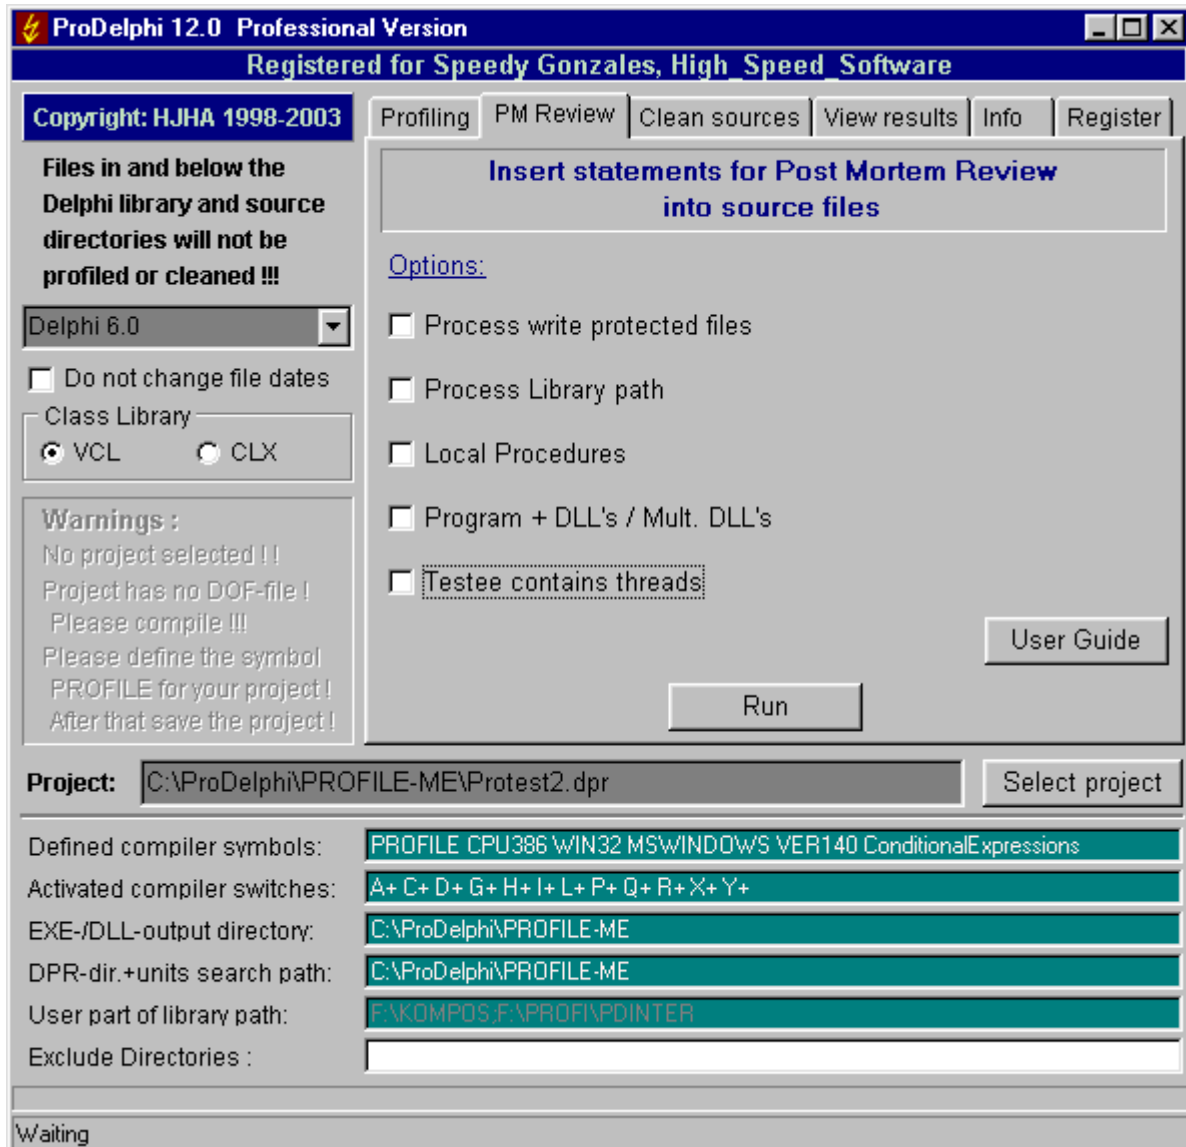 ProDelphi 12.0 Professional Version
Registered for Speedy Gonzales, High_Speed_Software
Copyright: HJHA 1998-2003
Files in and below the
Delphi library and source
directories will not be
profiled or cleaned !!!
Delphi 6.0
Do not change file dates
Class Library
VCL CLX
Warnings :
No project selected ! !
Project has no DOF-file !
Please compile !!!
Please define the symbol
PROFILE for your project !
After that save the project !
Profiling PM Review Clean sources View results Info Register
Insert statements for Post Mortem Review
into source files
Options:
Process write protected files
Process Library path
Local Procedures
Program + DLL's / Mult. DLL's
Testee contains threads
User Guide
Run
Project: C:\ProDelphi\PROFILE-ME\Protest2.dpr Select project
Defined compiler symbols: PROFILE CPU386 WIN32 MSWINDOWS VER140 ConditionalExpressions
Activated compiler switches: A+ C+ D+ G+ H+ I+ L+ P+ Q+ R+ X+ Y+
EXE-/DLL-output directory: C:\ProDelphi\PROFILE-ME
DPR-dir.+units search path: C:\ProDelphi\PROFILE-ME
User part of library path: F:\KOMPOS;F:\PROFI\PDINTER
Exclude Directories :
Waiting